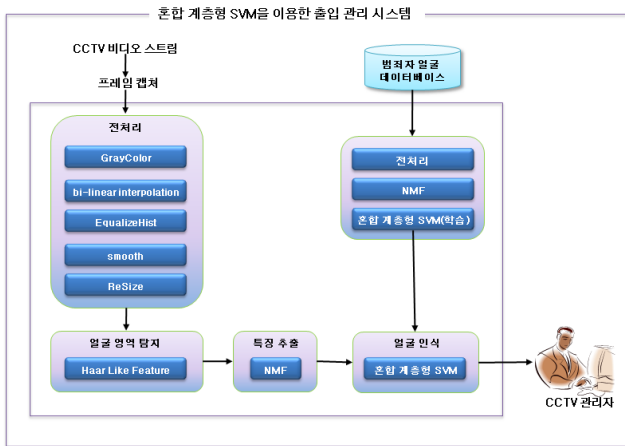 혼합 계층형 SVM을 이용한 출입 관리 시스템
CCTV 비디오 스트림
프레임 캡쳐
전처리
GrayColor
bi-linear interpolation
EqualizeHist
smooth
ReSize
범죄자 얼굴
데이터베이스
전처리
NMF
혼합 계층형 SVM(학습)
얼굴 영역 탐지
Haar Like Feature
특징 추출
NMF
얼굴 인식
혼합 계층형 SVM
CCTV 관리자